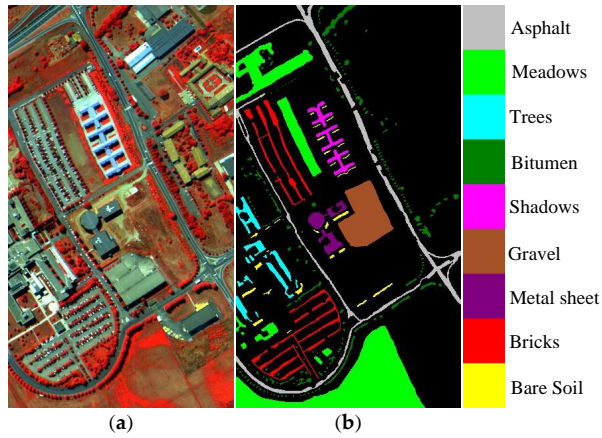 Asphalt
Meadows
Trees
Bitumen
Shadows
Gravel
Metal sheet
Bricks
Bare Soil
(a)
(b)